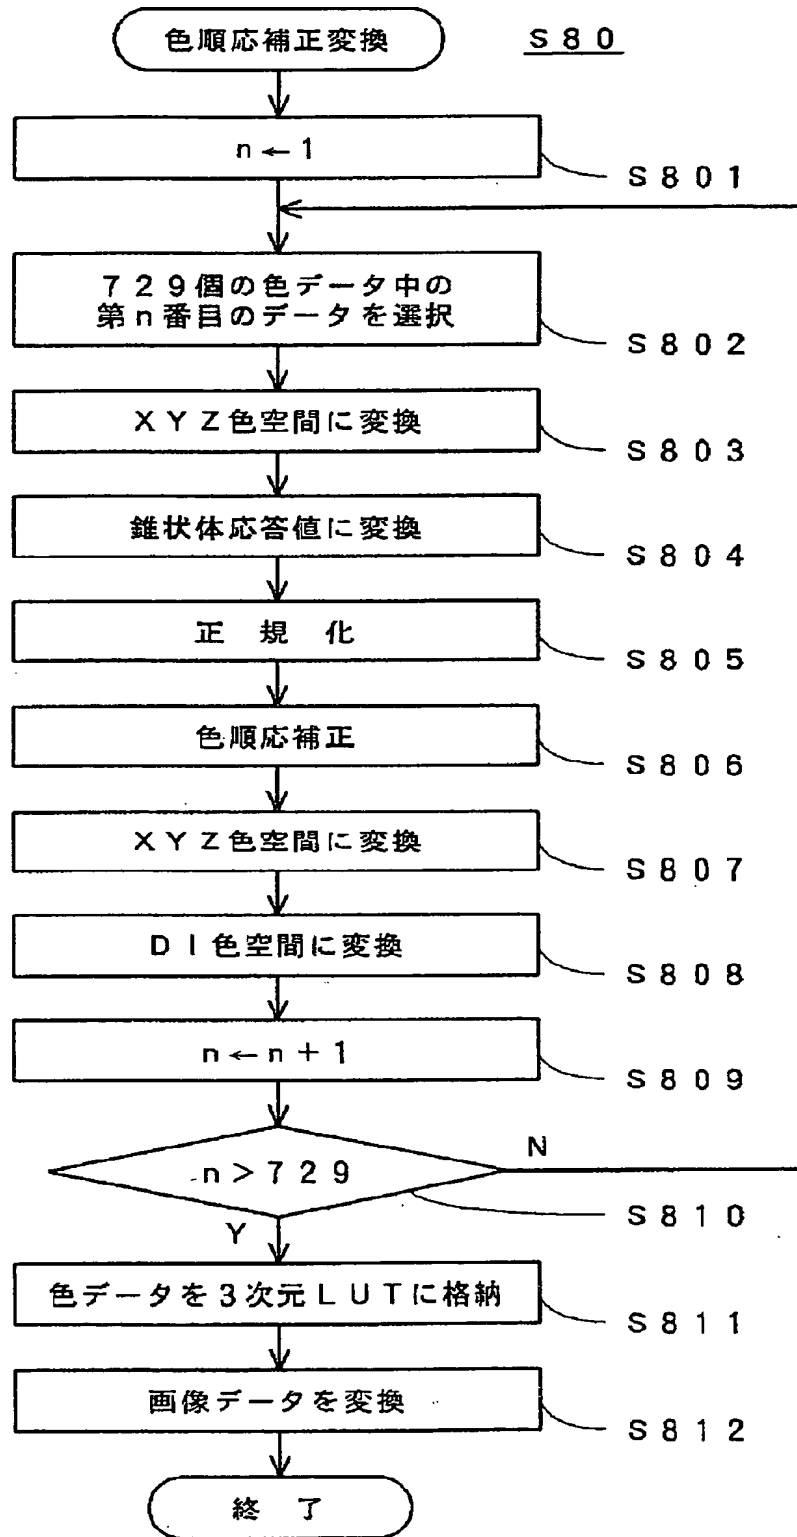 色順応補正変換
S80
n←1
S801
729個の色データ中の
第n番目のデータを選択
S802
XYZ色空間に変換
S803
錐状体応答値に変換
S804
正 規 化
S805
色順応補正
S806
XYZ色空間に変換
S807
DI色空間に変換
S808
n←n+1
S809
n>729
N
S810
Y
色データを3次元LUTに格納
S811
画像データを変換
S812
終 了